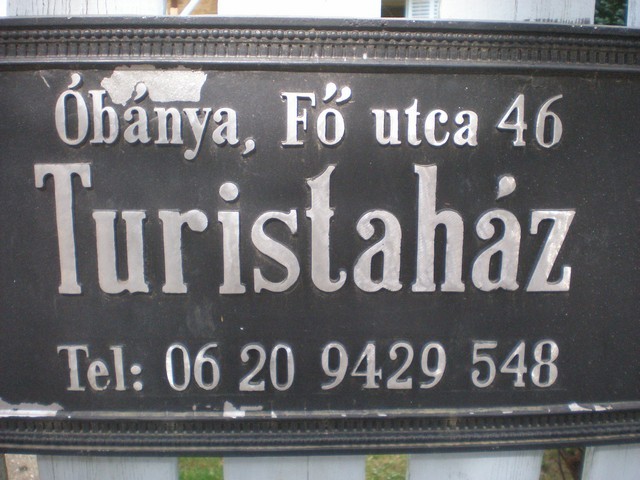 Óbánya, Fő utca 46
Turistaház
Tel: 06 20 9429 548